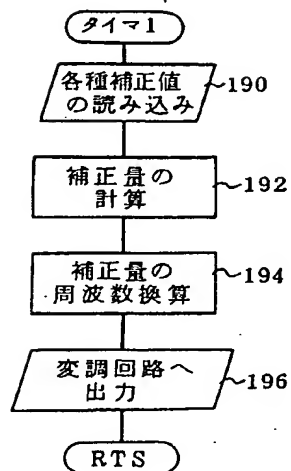 タイマ1
各種補正値
の読み込み
190
補正量の
計算
192
補正量の
周波数換算
194
変調回路へ
出力
196
RTS